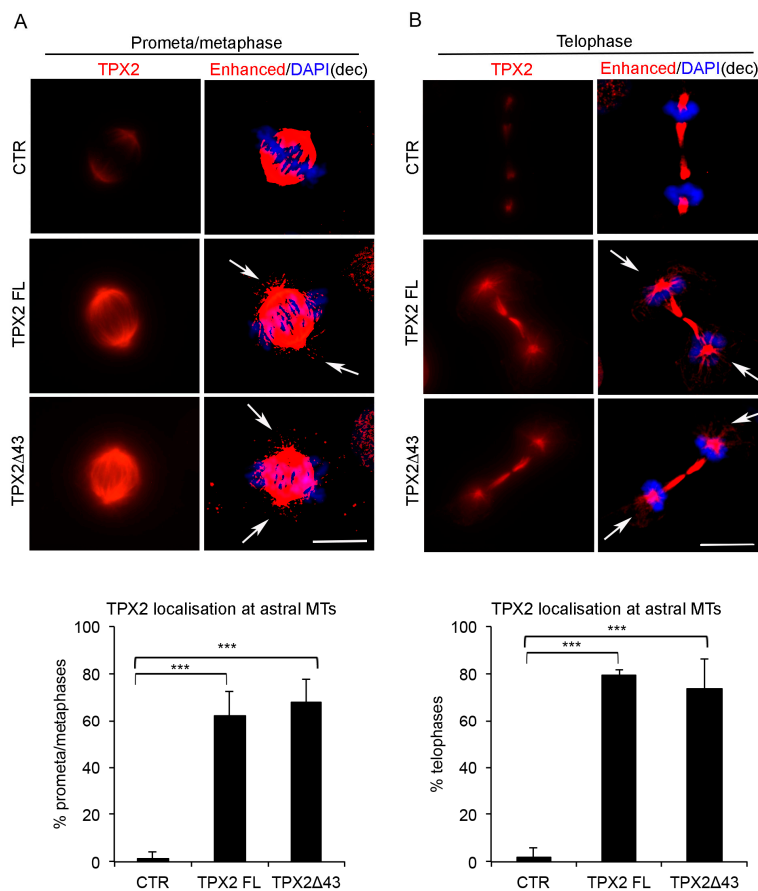 A
Prometa/metaphase
TPX2
Enhanced/DAPI(dec)
CTR
TPX2 FL
TPX2Δ43
B
Telophase
TPX2
Enhanced/DAPI(dec)
CTR
TPX2 FL
TPX2Δ43
TPX2 localisation at astral MTs
% prometa/metaphases
100
80
60
40
20
0
***
***
CTR
TPX2 FL
TPX2Δ43
TPX2 localisation at astral MTs
% telophases
100
80
60
40
20
0
***
***
CTR
TPX2 FL
TPX2Δ43